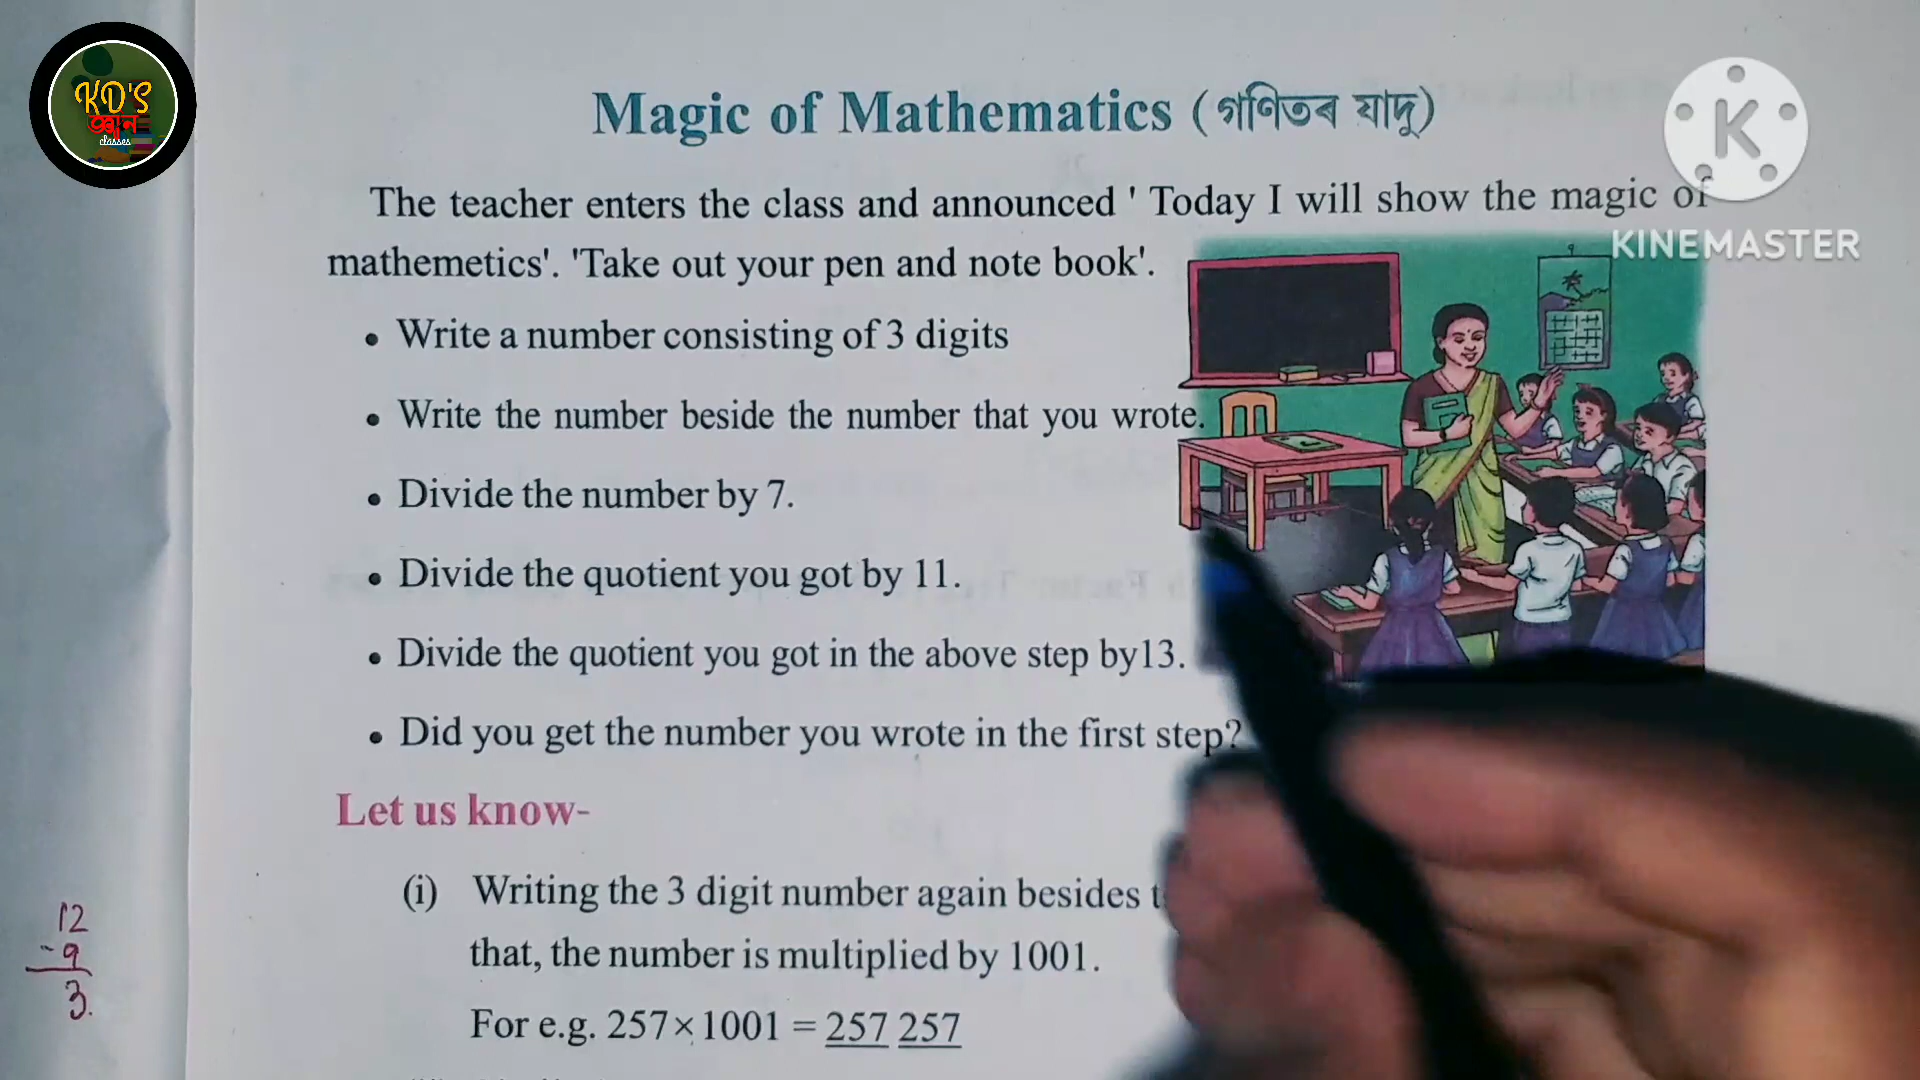 KD'S
জ্ঞান
classes
K
KINEMASTER
Magic of Mathematics (গণিতৰ যাদু)
The teacher enters the class and announced ' Today I will show the magic of
mathemetics'. 'Take out your pen and note book'.
• Write a number consisting of 3 digits
• Write the number beside the number that you wrote.
• Divide the number by 7.
• Divide the quotient you got by 11.
• Divide the quotient you got in the above step by13.
• Did you get the number you wrote in the first step?
Let us know-
(i) Writing the 3 digit number again besides
that, the number is multiplied by 1001.
For e.g. 257×1001 = 257 257
12
- 9
3.